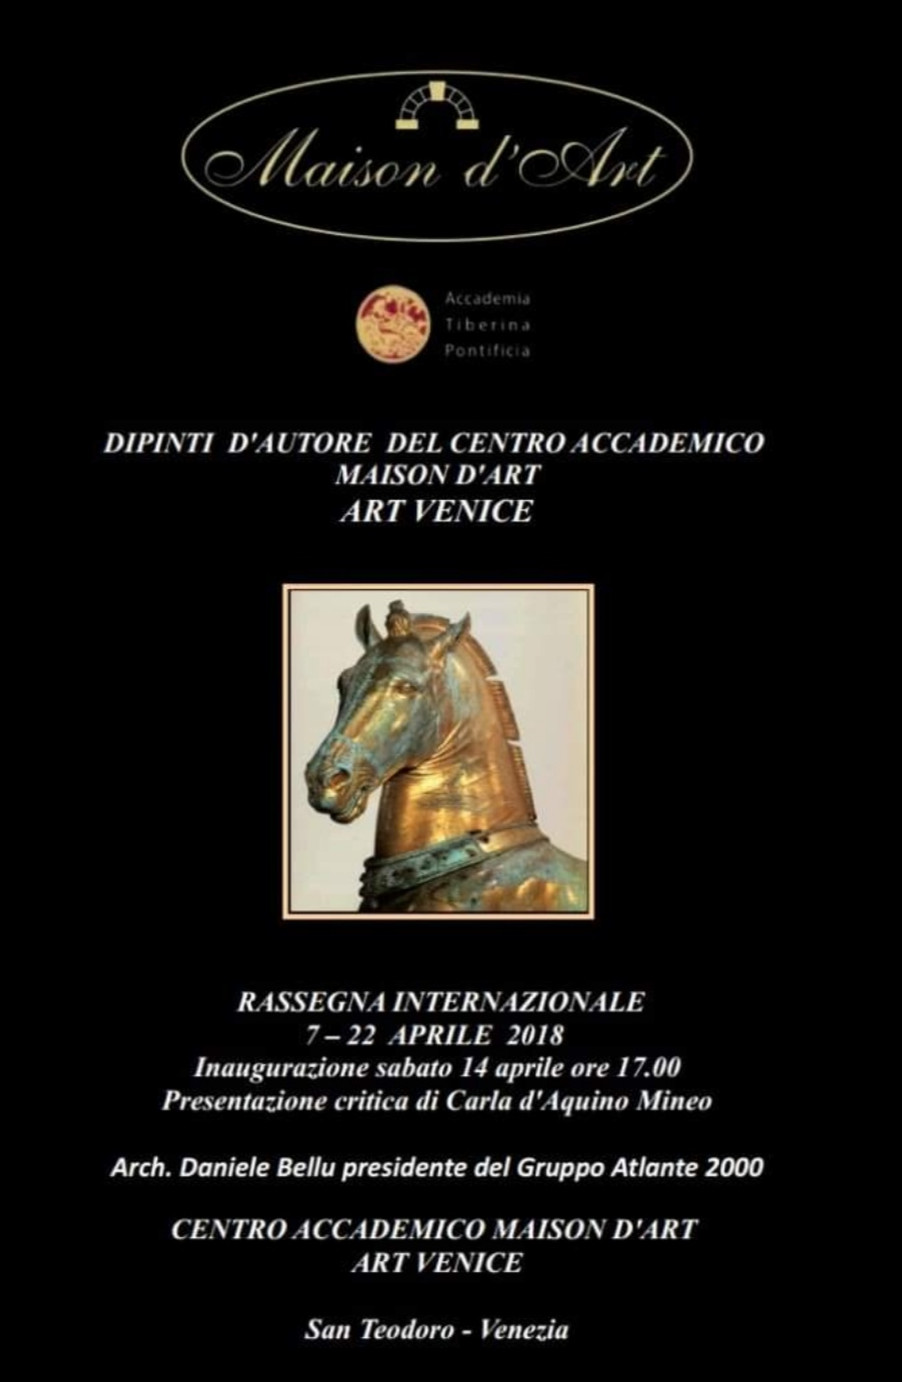 Maison d'Art
Accademia
Tiberina
Pontificia
DIPINTI D'AUTORE DEL CENTRO ACCADEMICO
MAISON D'ART
ART VENICE
RASSEGNA INTERNAZIONALE
7 – 22 APRILE 2018
Inaugurazione sabato 14 aprile ore 17.00
Presentazione critica di Carla d'Aquino Mineo
Arch. Daniele Bellu presidente del Gruppo Atlante 2000
CENTRO ACCADEMICO MAISON D'ART
ART VENICE
San Teodoro - Venezia